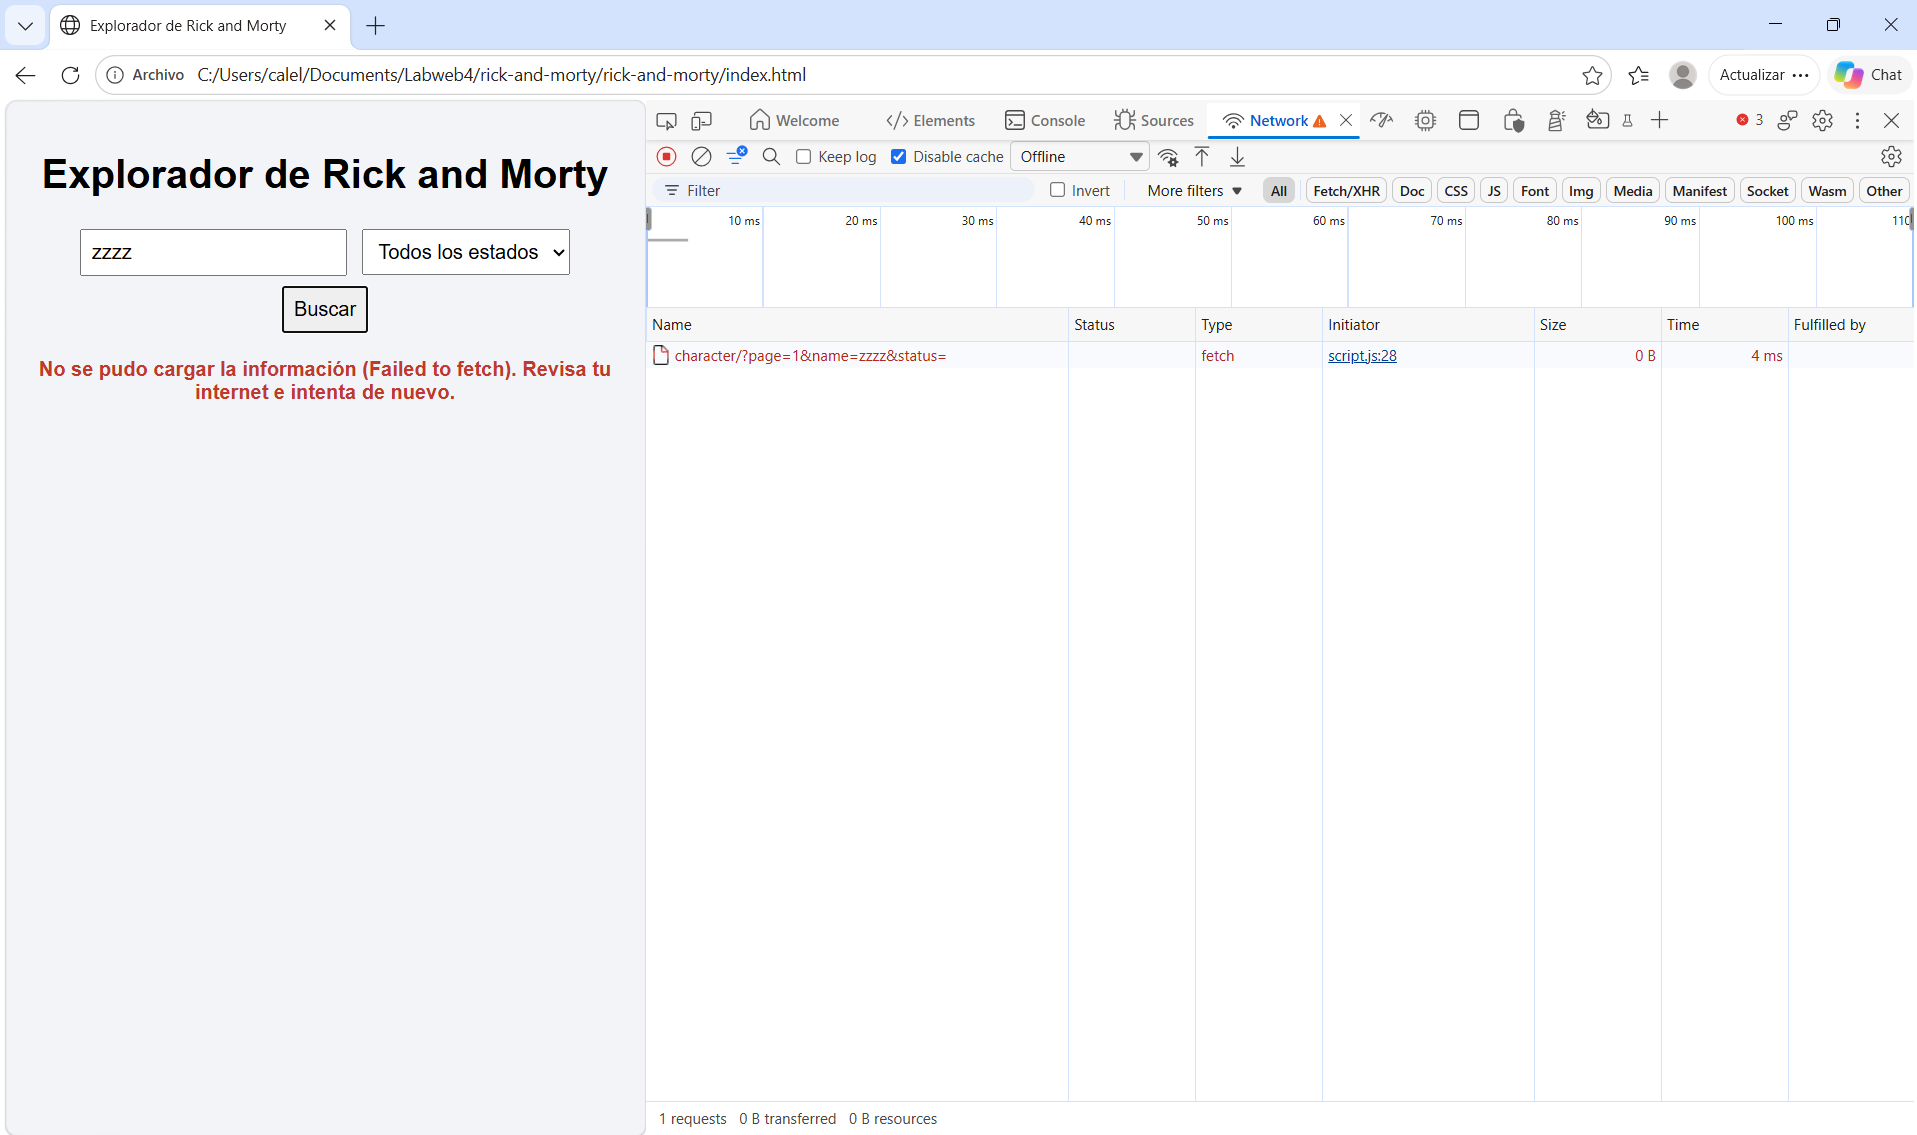 Explorador de Rick and Morty
Archivo C:/Users/calel/Documents/Labweb4/rick-and-morty/rick-and-morty/index.html
Actualizar
Chat
Explorador de Rick and Morty
zzzz
Todos los estados
Buscar
No se pudo cargar la información (Failed to fetch). Revisa tu
internet e intenta de nuevo.
Welcome Elements Console Sources Network 3
Keep log Disable cache Offline
Filter Invert More filters All Fetch/XHR Doc CSS JS Font Img Media Manifest Socket Wasm Other
10 ms 20 ms 30 ms 40 ms 50 ms 60 ms 70 ms 80 ms 90 ms 100 ms 110
Name Status Type Initiator Size Time Fulfilled by
character/?page=1&name=zzzz&status= fetch script.js:28 0 B 4 ms
1 requests 0 B transferred 0 B resources